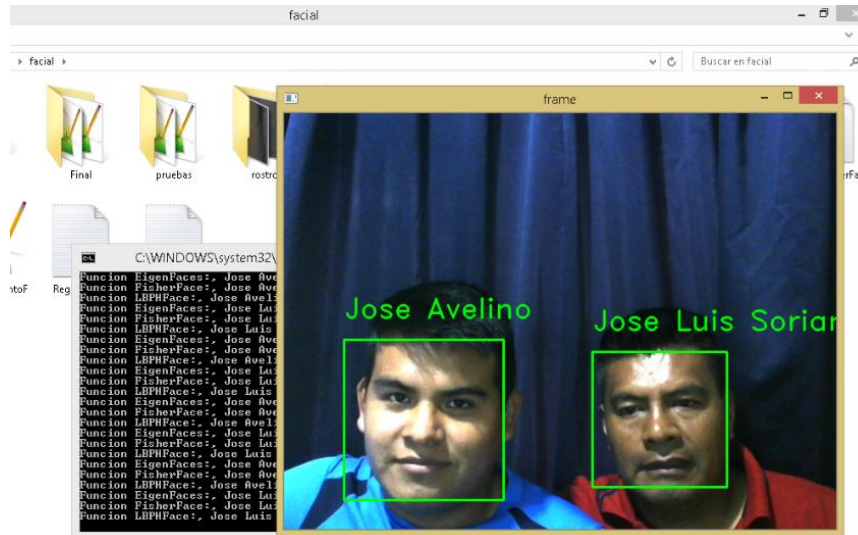 facial
facial
Buscar en facial
Final
pruebas
rostro
frame
Jose Avelino
Jose Luis Sorian
C:\WINDOWS\system32\
Funcion EigenFaces:, Jose Ave
Funcion FisherFace:, Jose Ave
Funcion LBPHFace:, Jose Aveli
Funcion EigenFaces:, Jose Lui
Funcion FisherFace:, Jose Lui
Funcion LBPHFace:, Jose Luis
Funcion EigenFaces:, Jose Ave
Funcion FisherFace:, Jose Ave
Funcion LBPHFace:, Jose Aveli
Funcion EigenFaces:, Jose Lui
Funcion FisherFace:, Jose Lui
Funcion LBPHFace:, Jose Luis
Funcion EigenFaces:, Jose Ave
Funcion FisherFace:, Jose Ave
Funcion LBPHFace:, Jose Aveli
Funcion EigenFaces:, Jose Lui
Funcion FisherFace:, Jose Lui
Funcion LBPHFace:, Jose Luis
Funcion EigenFaces:, Jose Ave
Funcion FisherFace:, Jose Ave
Funcion LBPHFace:, Jose Aveli
Funcion EigenFaces:, Jose Lui
Funcion FisherFace:, Jose Lui
Funcion LBPHFace:, Jose Luis
ntoF
Reg